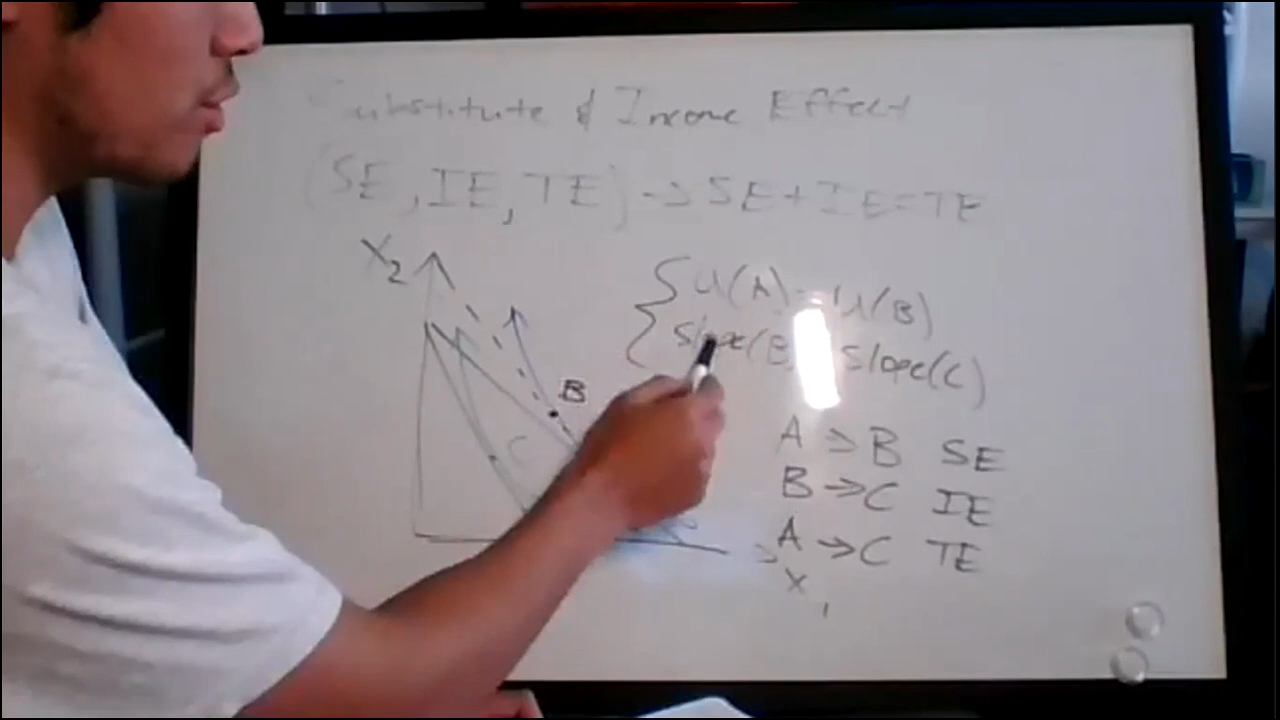 Substitute & Income Effect
(SE, IE, TE) → SE+IE=TE
X2
{ U(A) = U(B)
slope(B) slope(C)
B
C
A → B SE
B → C IE
A → C TE
X1